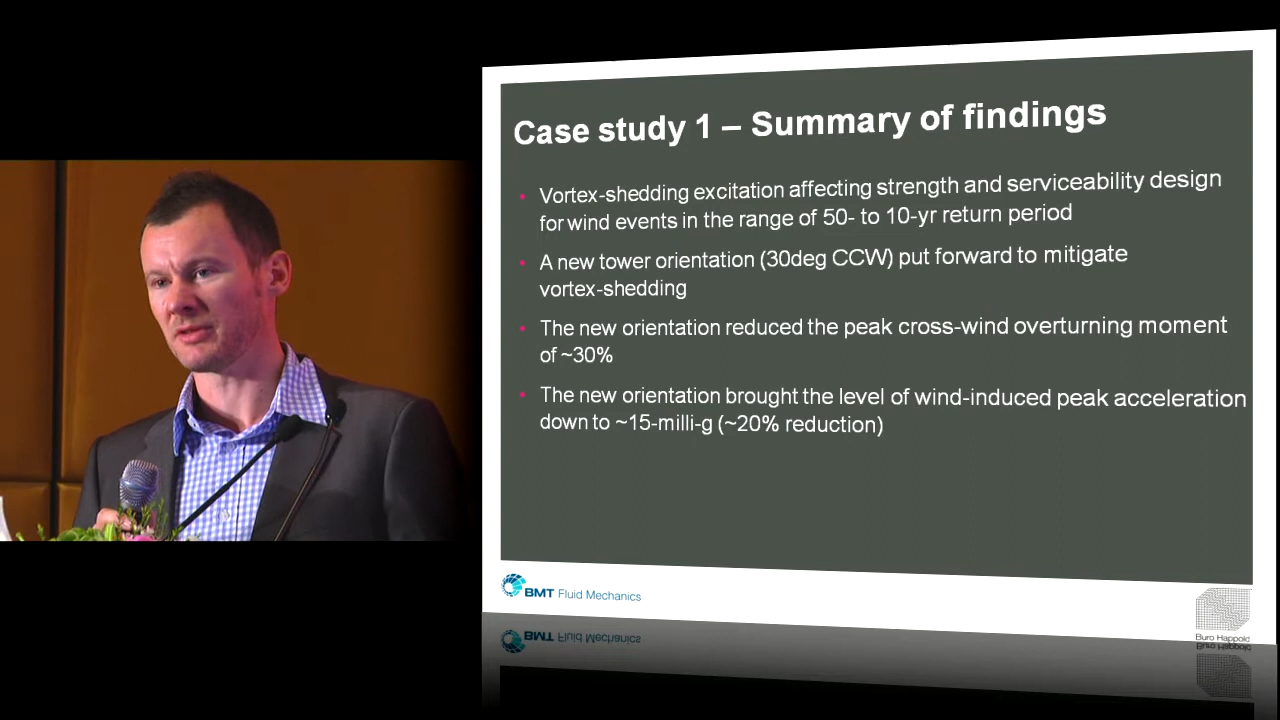 Case study 1 – Summary of findings
• Vortex-shedding excitation affecting strength and serviceability design
for wind events in the range of 50- to 10-yr return period
• A new tower orientation (30deg CCW) put forward to mitigate
vortex-shedding
• The new orientation reduced the peak cross-wind overturning moment
of ~30%
• The new orientation brought the level of wind-induced peak acceleration
down to ~15-milli-g (~20% reduction)
BMT Fluid Mechanics
Buro Happold